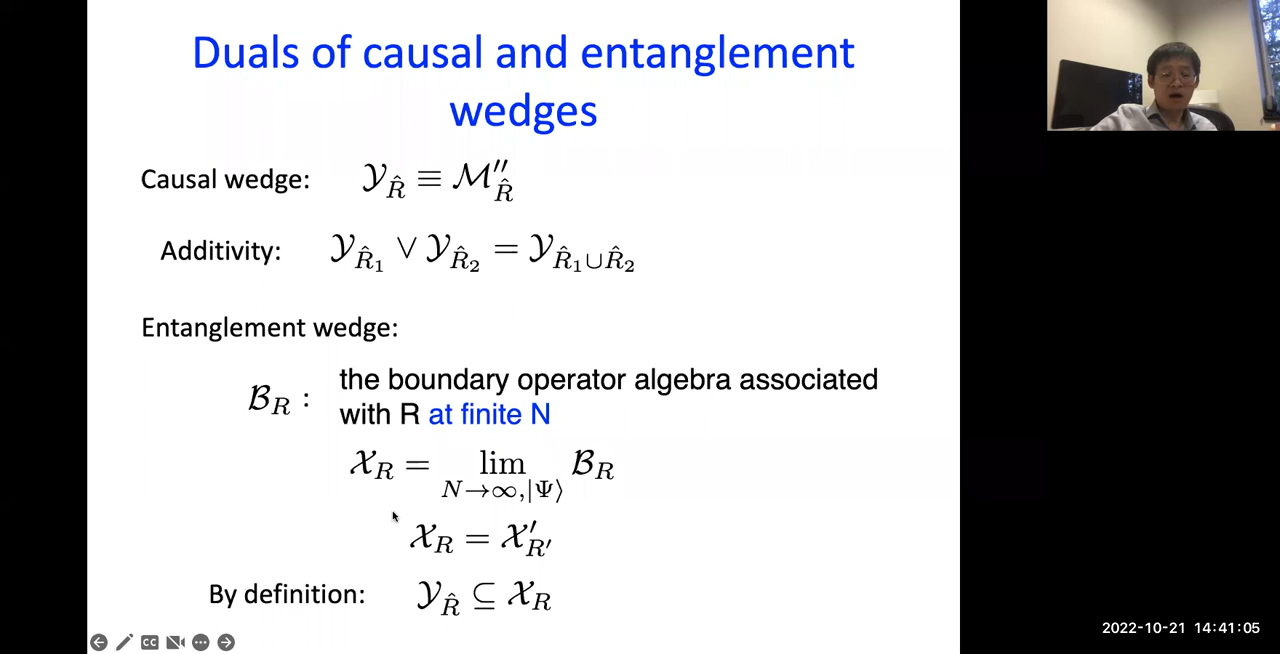 Duals of causal and entanglement
wedges
Causal wedge: 𝒴_R̂ ≡ ℳ″_R̂
Additivity: 𝒴_R̂₁ ∨ 𝒴_R̂₂ = 𝒴_R̂₁∪R̂₂
Entanglement wedge:
ℬ_R : the boundary operator algebra associated
with R at finite N
𝒳_R = lim_{N→∞,|Ψ⟩} ℬ_R
𝒳_R = 𝒳′_R′
By definition: 𝒴_R̂ ⊆ 𝒳_R
CC
2022-10-21 14:41:05